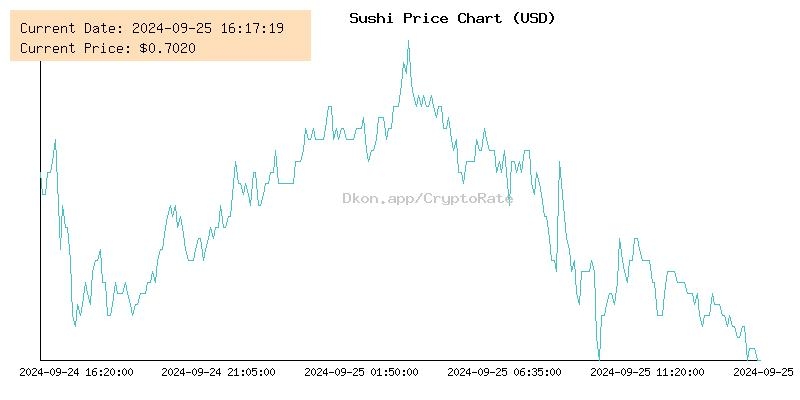 Sushi Price Chart (USD)
Current Date: 2024-09-25 16:17:19
Current Price: $0.7020
Dkon.app/CryptoRate
2024-09-24 16:20:00
2024-09-24 21:05:00
2024-09-25 01:50:00
2024-09-25 06:35:00
2024-09-25 11:20:00
2024-09-25